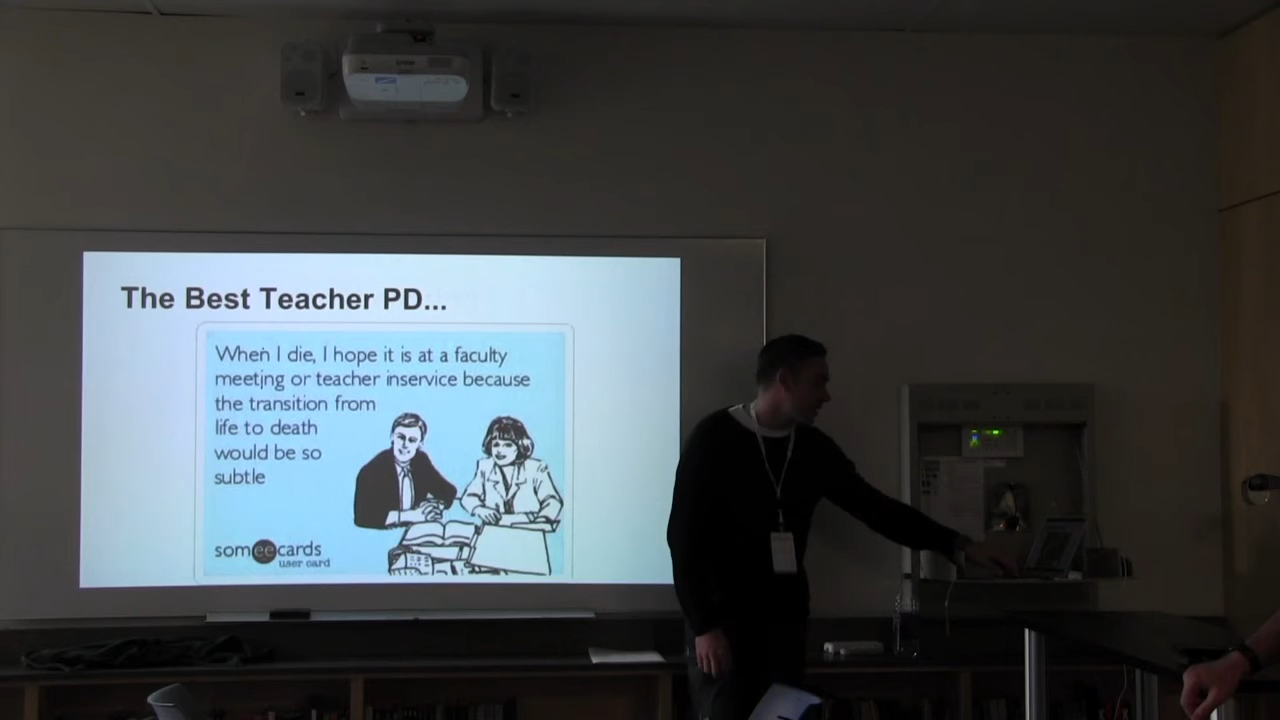 The Best Teacher PD...
When I die, I hope it is at a faculty
meeting or teacher inservice because
the transition from
life to death
would be so
subtle
someecards
user card